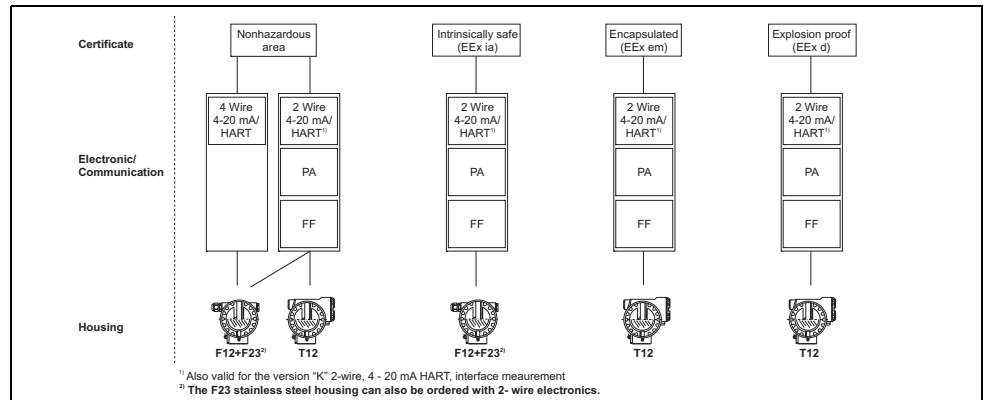 Certificate
Nonhazardous
area
Intrinsically safe
(EEx ia)
Encapsulated
(EEx em)
Explosion proof
(EEx d)
Electronic/
Communication
4 Wire
4-20 mA/
HART
2 Wire
4-20 mA/
HART¹⁾
PA
FF
2 Wire
4-20 mA/
HART¹⁾
PA
FF
2 Wire
4-20 mA/
HART¹⁾
PA
FF
2 Wire
4-20 mA/
HART¹⁾
PA
FF
Housing
F12+F23²⁾
T12
F12+F23²⁾
T12
T12
¹⁾ Also valid for the version "K" 2-wire, 4 - 20 mA HART, interface meaurement
²⁾ The F23 stainless steel housing can also be ordered with 2- wire electronics.